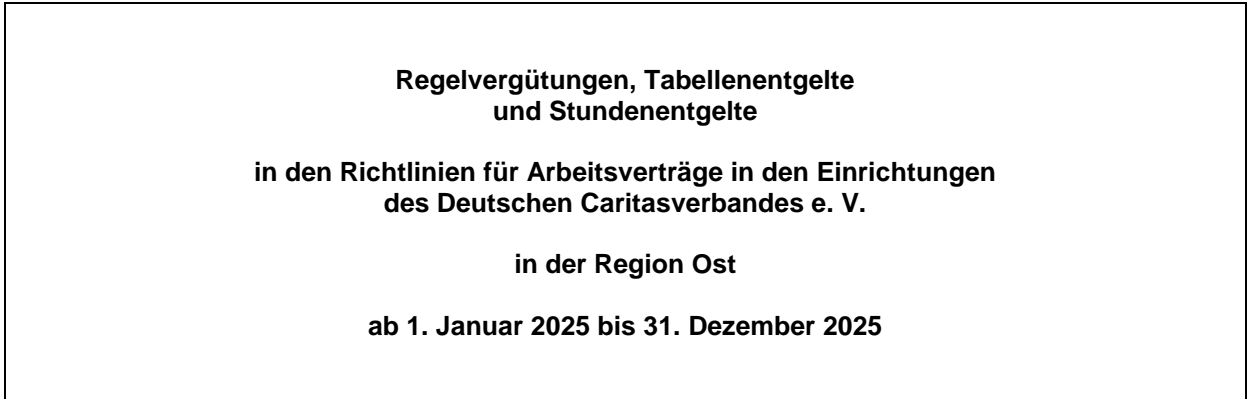 Regelvergütungen, Tabellenentgelte
und Stundenentgelte
in den Richtlinien für Arbeitsverträge in den Einrichtungen
des Deutschen Caritasverbandes e. V.
in der Region Ost
ab 1. Januar 2025 bis 31. Dezember 2025